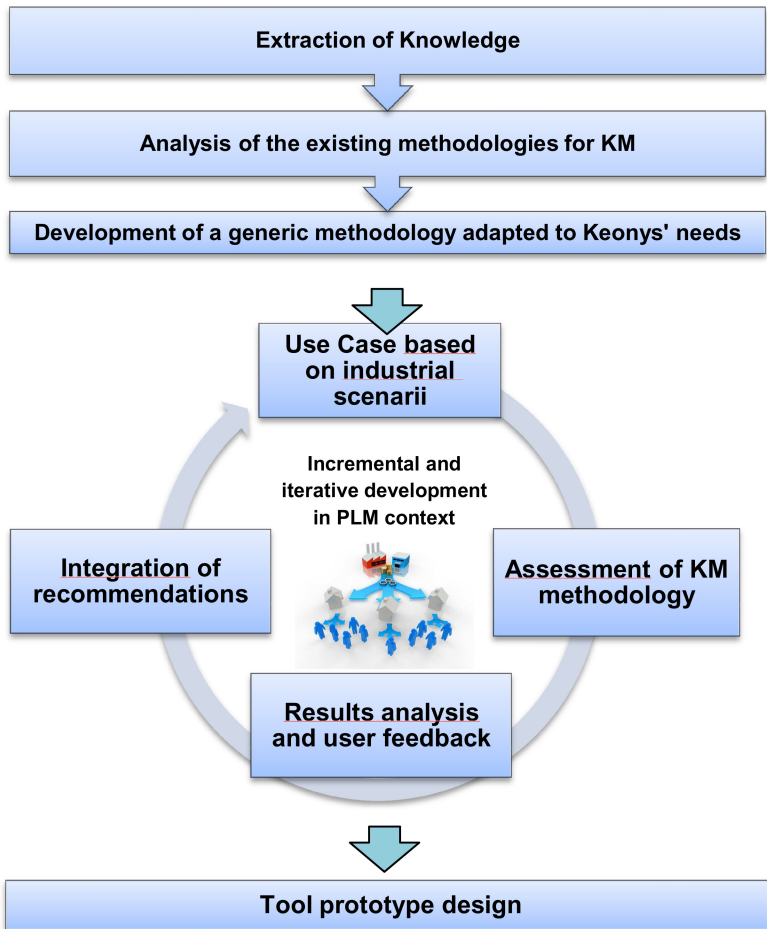 Extraction of Knowledge
Analysis of the existing methodologies for KM
Development of a generic methodology adapted to Keonys' needs
Use Case based
on industrial
scenarii
Incremental and
iterative development
in PLM context
Integration of
recommendations
Assessment of KM
methodology
Results analysis
and user feedback
Tool prototype design